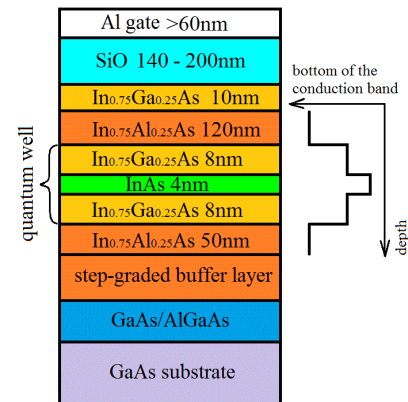 Al gate >60nm
SiO 140 - 200nm
In0.75Ga0.25As 10nm
In0.75Al0.25As 120nm
In0.75Ga0.25As 8nm
InAs 4nm
In0.75Ga0.25As 8nm
In0.75Al0.25As 50nm
step-graded buffer layer
GaAs/AlGaAs
GaAs substrate
quantum well
bottom of the
conduction band
depth